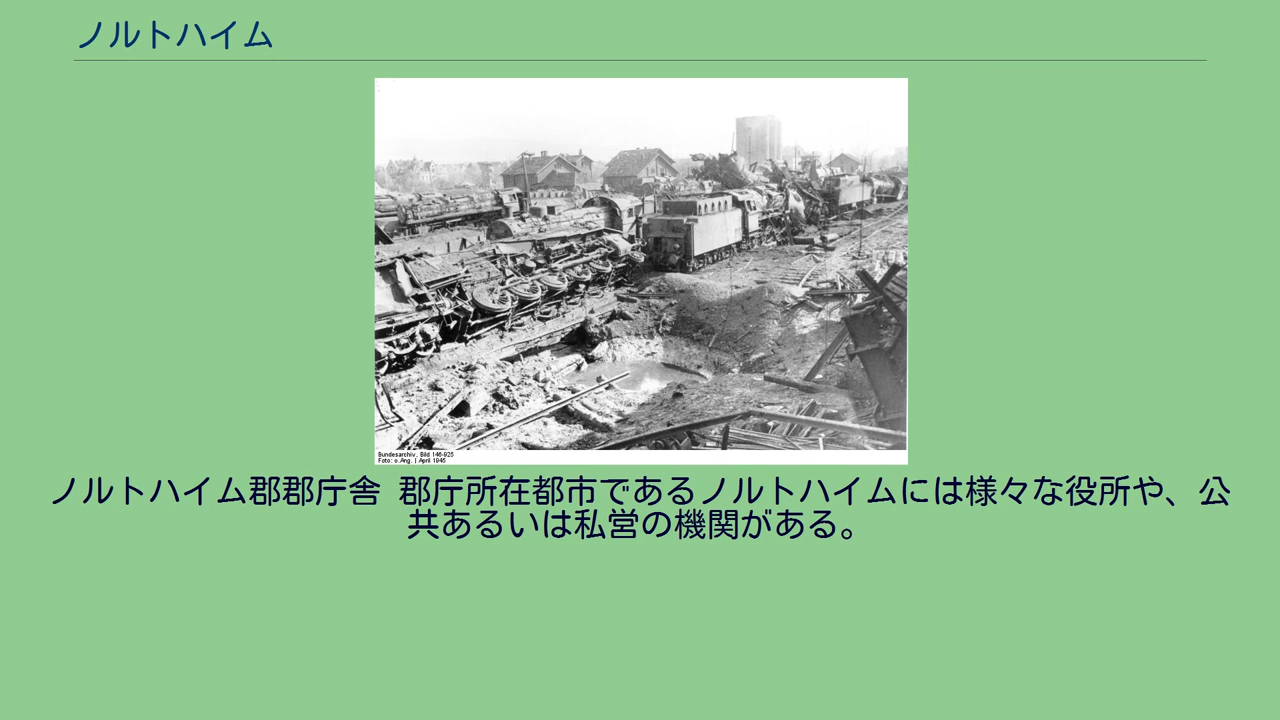 ノルトハイム
Bundesarchiv, Bild 146-925
Foto: o.Ang. | April 1945
ノルトハイム郡郡庁舎 郡庁所在都市であるノルトハイムには様々な役所や、公
共あるいは私営の機関がある。